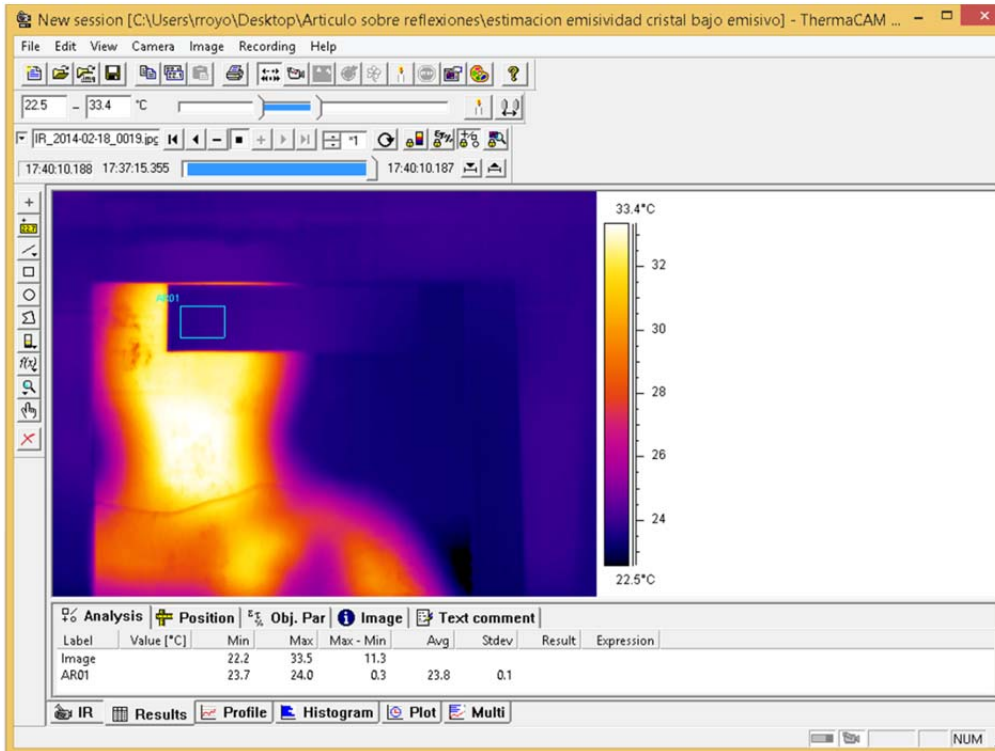 New session [C:\Users\rroyo\Desktop\Articulo sobre reflexiones\estimacion emisividad cristal bajo emisivo] - ThermaCAM ...
File Edit View Camera Image Recording Help
22.5 - 33.4 °C
IR_2014-02-18_0019.jpg *1
17:40:10.188 17:37:15.355 17:40:10.187
33.4°C
32
30
28
26
24
22.5°C
AR01
Analysis Position Obj. Par Image Text comment
Label Value [°C] Min Max Max - Min Avg Stdev Result Expression
Image 22.2 33.5 11.3
AR01 23.7 24.0 0.3 23.8 0.1
IR Results Profile Histogram Plot Multi
NUM